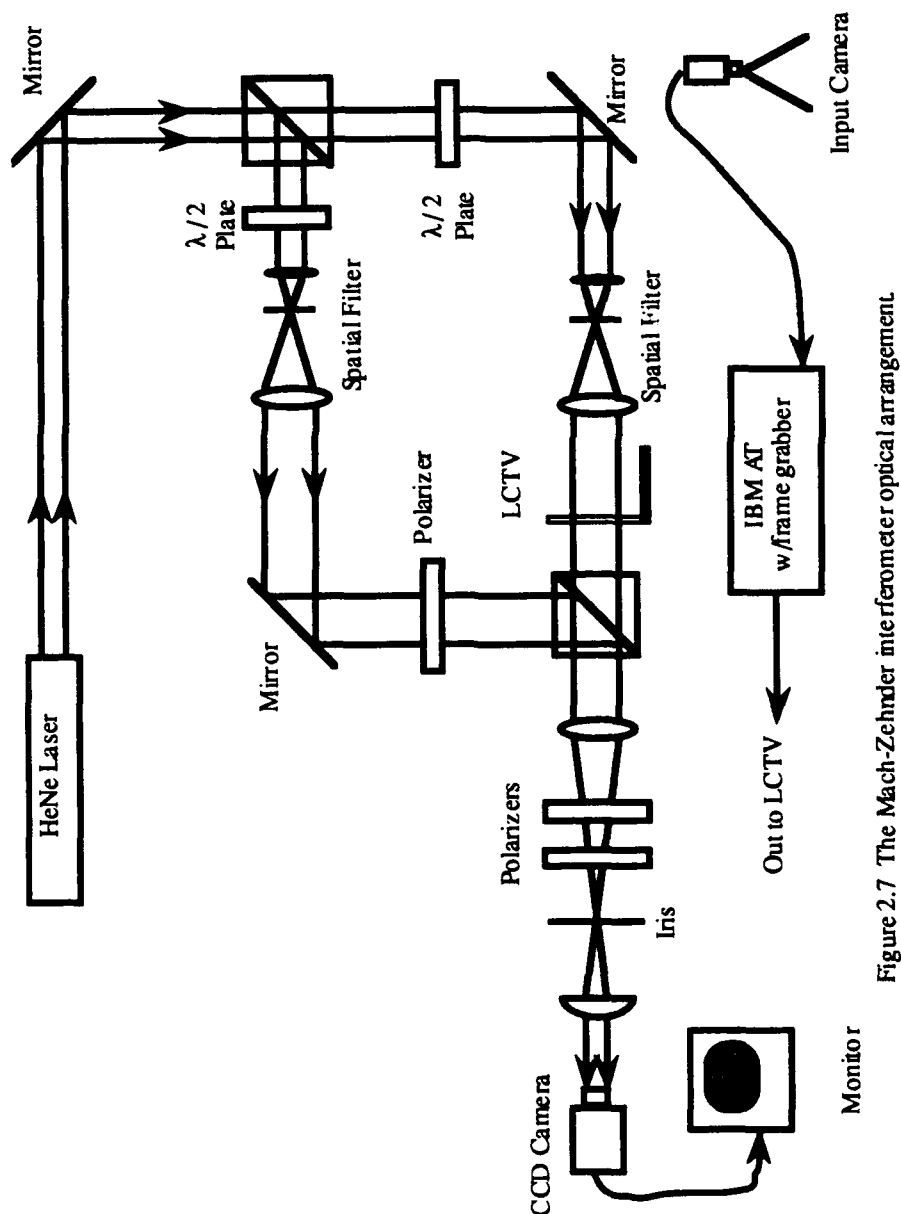 HeNe Laser
Mirror
λ/2
Plate
λ/2
Plate
Mirror
Spatial Filter
Spatial Filter
Mirror
Polarizer
LCTV
Polarizers
Iris
CCD Camera
Monitor
Out to LCTV
IBM AT
w/frame grabber
Input Camera
Figure 2.7 The Mach-Zehnder interferometer optical arrangement.